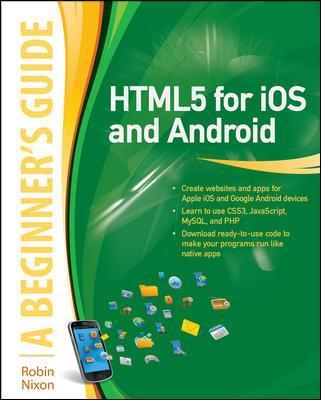 A BEGINNER'S GUIDE
HTML5 for iOS
and Android
• Create websites and apps for
Apple iOS and Google Android devices
• Learn to use CSS3, JavaScript,
MySQL, and PHP
• Download ready-to-use code to
make your programs run like
native apps
Robin
Nixon